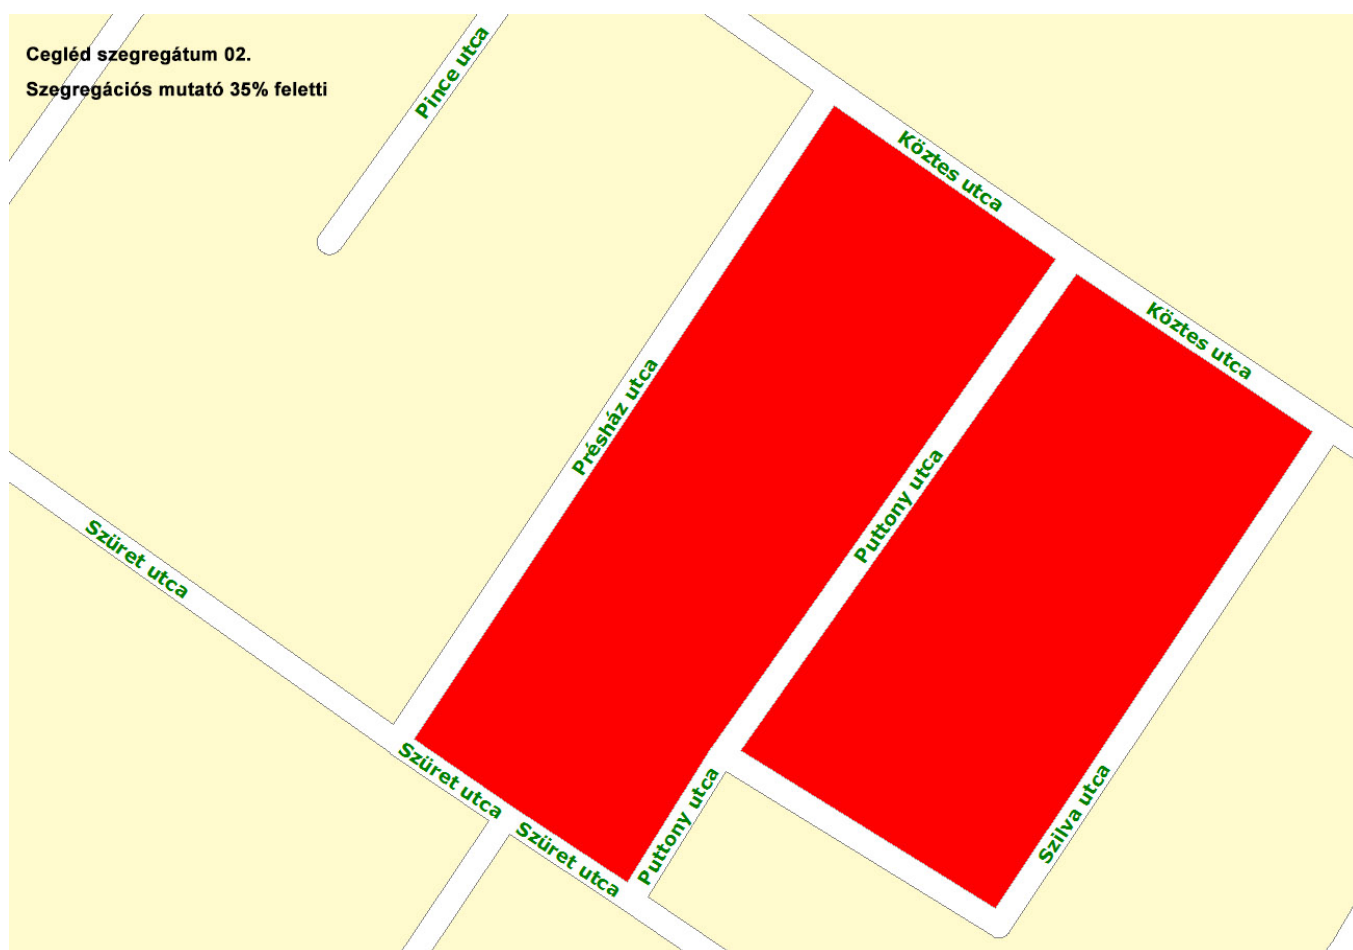 Cegléd szegregátum 02.
Szegregációs mutató 35% feletti
Pince utca
Köztes utca
Köztes utca
Présház utca
Puttony utca
Szüret utca
Szüret utca
Szüret utca
Puttony utca
Szilva utca